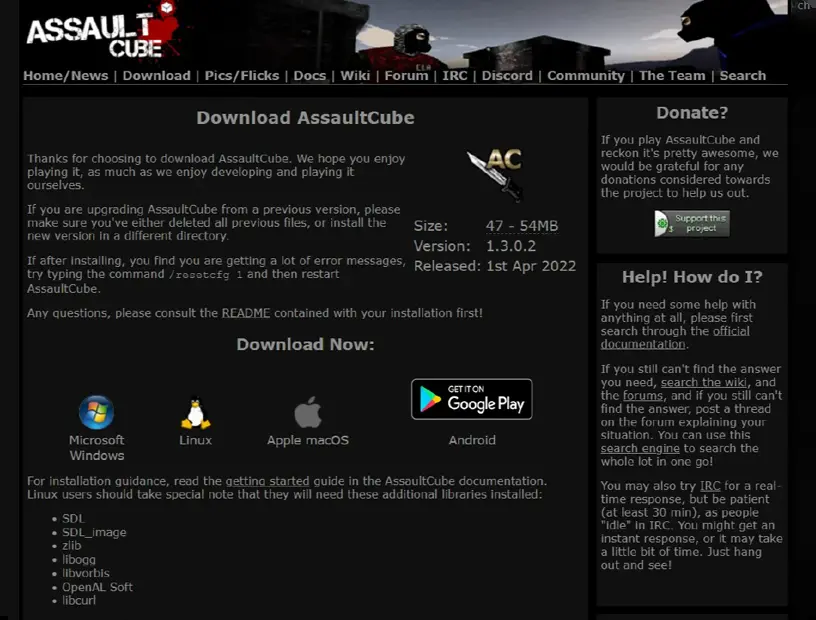 ASSAULT
CUBE
ch
Home/News | Download | Pics/Flicks | Docs | Wiki | Forum | IRC | Discord | Community | The Team | Search
Download AssaultCube
Thanks for choosing to download AssaultCube. We hope you enjoy
playing it, as much as we enjoy developing and playing it
ourselves.
If you are upgrading AssaultCube from a previous version, please
make sure you've either deleted all previous files, or install the
new version in a different directory.
If after installing, you find you are getting a lot of error messages,
try typing the command /resetcfg 1 and then restart
AssaultCube.
Any questions, please consult the README contained with your installation first!
AC
Size: 47 - 54MB
Version: 1.3.0.2
Released: 1st Apr 2022
Download Now:
GET IT ON
Google Play
Microsoft
Windows
Linux
Apple macOS
Android
For installation guidance, read the getting started guide in the AssaultCube documentation.
Linux users should take special note that they will need these additional libraries installed:
• SDL
• SDL_image
• zlib
• libogg
• libvorbis
• OpenAL Soft
• libcurl
Donate?
If you play AssaultCube and
reckon it's pretty awesome, we
would be grateful for any
donations considered towards
the project to help us out.
Support this
project
Help! How do I?
If you need some help with
anything at all, please first
search through the official
documentation.
If you still can't find the answer
you need, search the wiki, and
the forums, and if you still can't
find the answer, post a thread
on the forum explaining your
situation. You can use this
search engine to search the
whole lot in one go!
You may also try IRC for a real-
time response, but be patient
(at least 30 min), as people
"idle" in IRC. You might get an
instant response, or it may take
a little bit of time. Just hang
out and see!